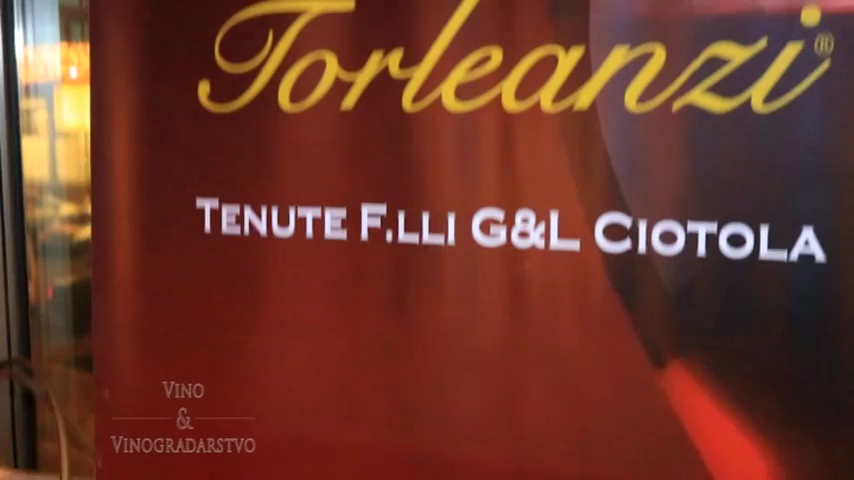 Torleanzi®
TENUTE F.LLI G&L CIOTOLA
VINO
&
VINOGRADARSTVO